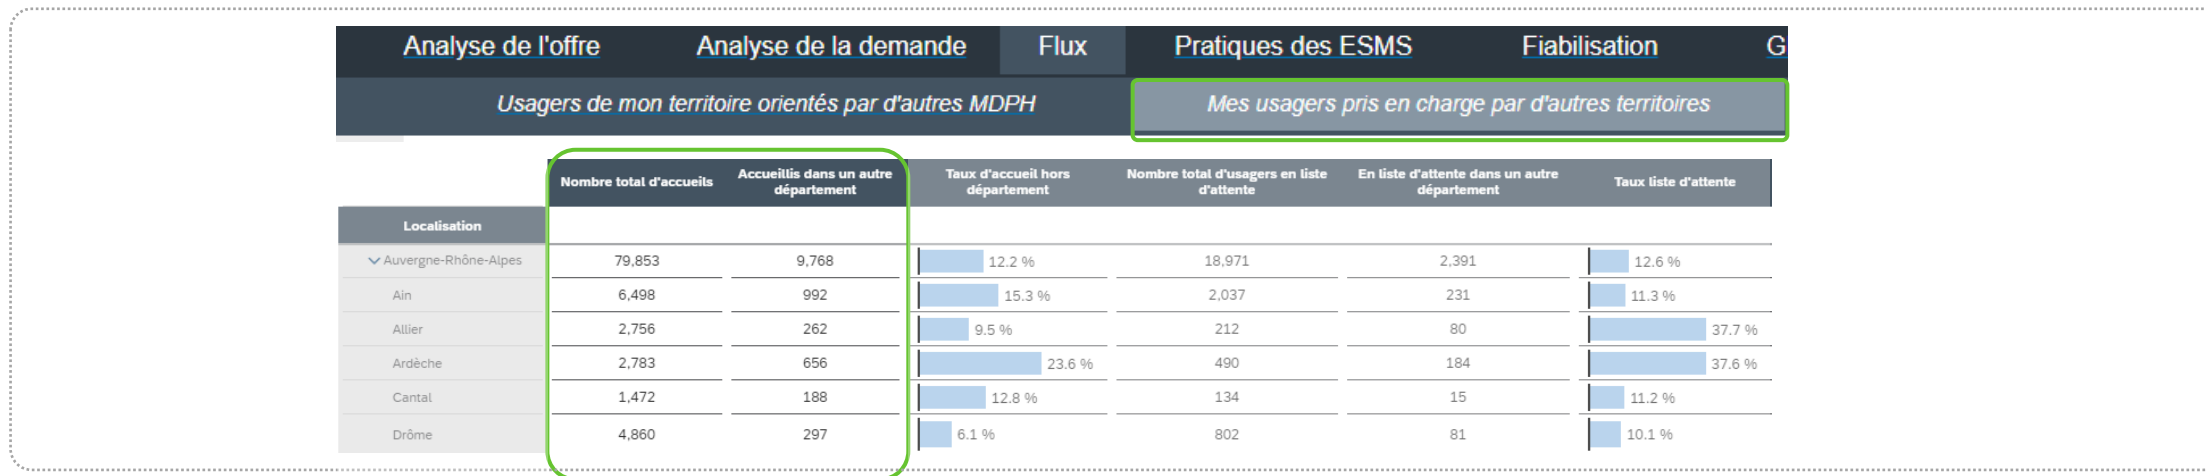 Analyse de l'offre Analyse de la demande Flux Pratiques des ESMS Fiabilisation G
Usagers de mon territoire orientés par d'autres MDPH Mes usagers pris en charge par d'autres territoires
Nombre total d'accueils Accueillis dans un autre département Taux d'accueil hors département Nombre total d'usagers en liste d'attente En liste d'attente dans un autre département Taux liste d'attente
Localisation
Auvergne-Rhône-Alpes 79,853 9,768 12.2 % 18,971 2,391 12.6 %
Ain 6,498 992 15.3 % 2,037 231 11.3 %
Allier 2,756 262 9.5 % 212 80 37.7 %
Ardèche 2,783 656 23.6 % 490 184 37.6 %
Cantal 1,472 188 12.8 % 134 15 11.2 %
Drôme 4,860 297 6.1 % 802 81 10.1 %